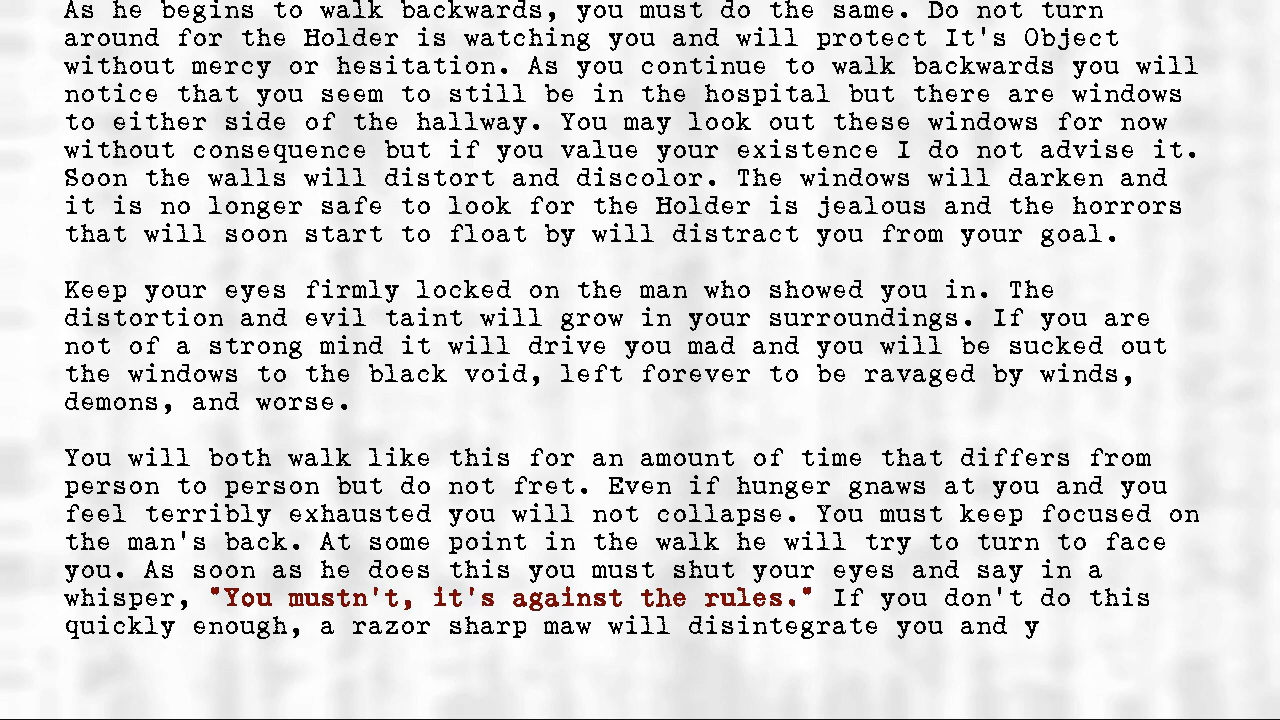 As he begins to walk backwards, you must do the same. Do not turn
around for the Holder is watching you and will protect It's Object
without mercy or hesitation. As you continue to walk backwards you will
notice that you seem to still be in the hospital but there are windows
to either side of the hallway. You may look out these windows for now
without consequence but if you value your existence I do not advise it.
Soon the walls will distort and discolor. The windows will darken and
it is no longer safe to look for the Holder is jealous and the horrors
that will soon start to float by will distract you from your goal.
Keep your eyes firmly locked on the man who showed you in. The
distortion and evil taint will grow in your surroundings. If you are
not of a strong mind it will drive you mad and you will be sucked out
the windows to the black void, left forever to be ravaged by winds,
demons, and worse.
You will both walk like this for an amount of time that differs from
person to person but do not fret. Even if hunger gnaws at you and you
feel terribly exhausted you will not collapse. You must keep focused on
the man's back. At some point in the walk he will try to turn to face
you. As soon as he does this you must shut your eyes and say in a
whisper, "You mustn't, it's against the rules." If you don't do this
quickly enough, a razor sharp maw will disintegrate you and y